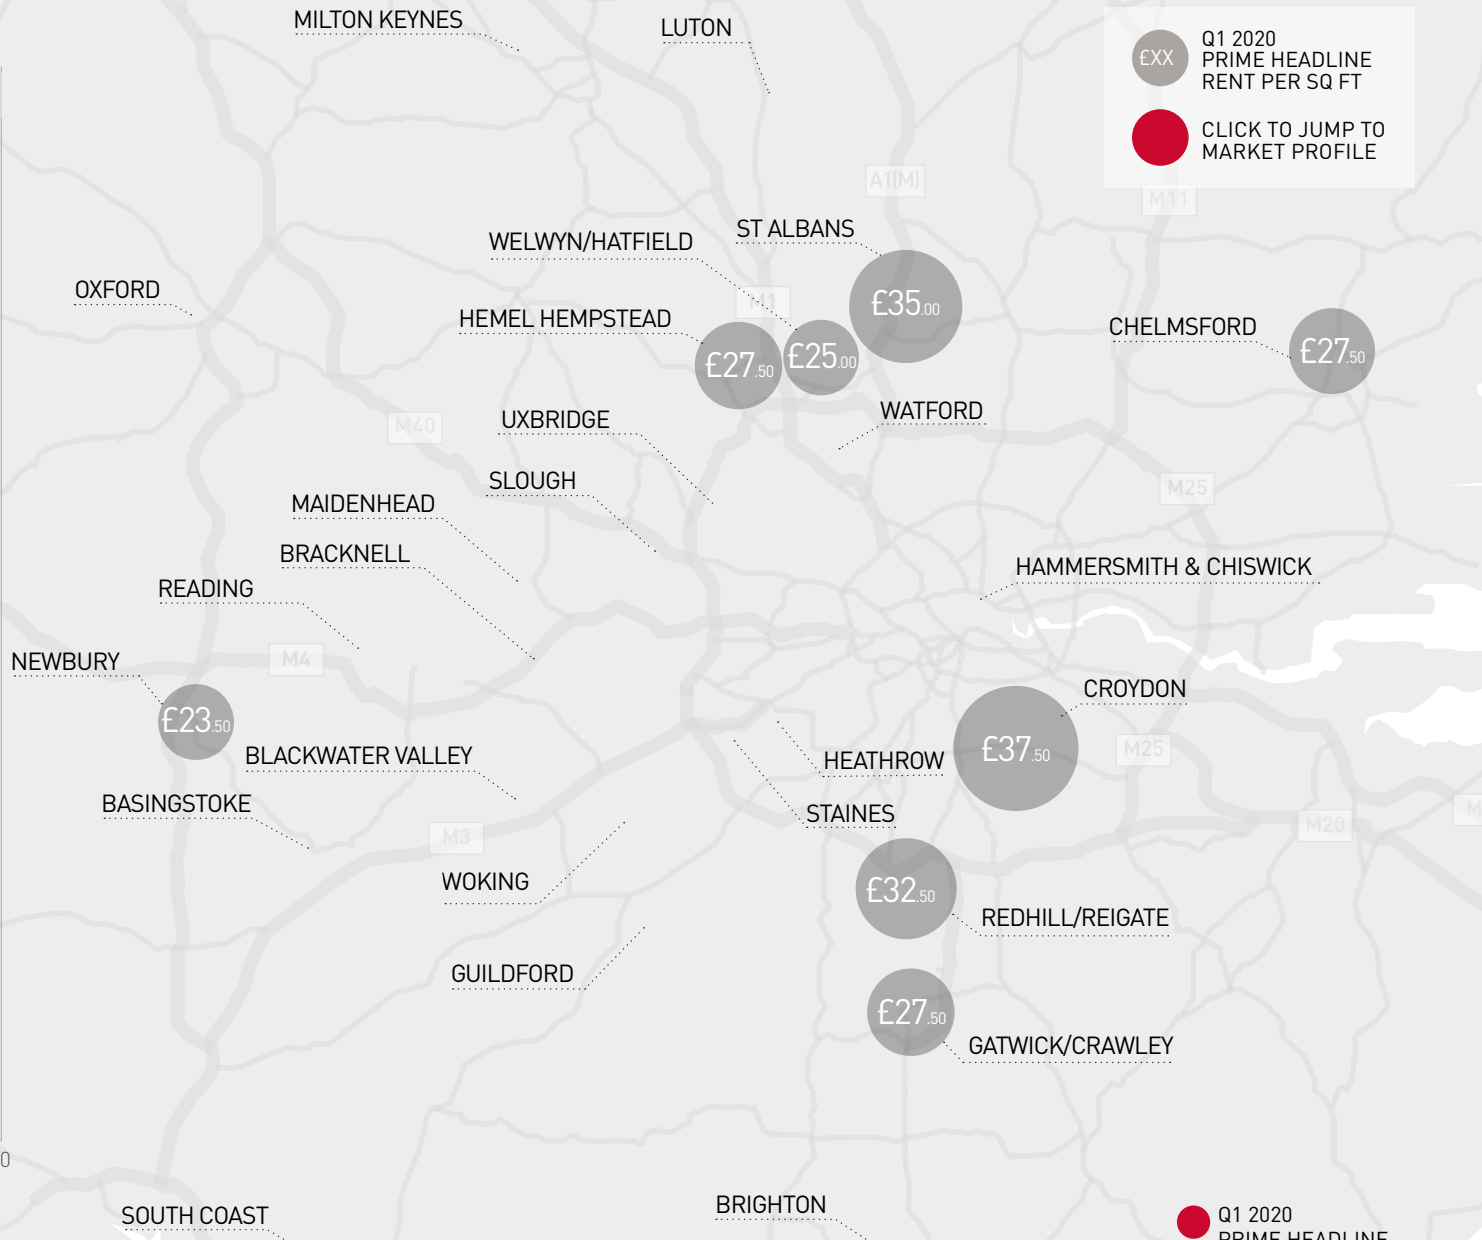 MILTON KEYNES
LUTON
£XX
Q1 2020
PRIME HEADLINE
RENT PER SQ FT
CLICK TO JUMP TO
MARKET PROFILE
A1(M)
M11
ST ALBANS
WELWYN/HATFIELD
OXFORD
M1
£35.00
HEMEL HEMPSTEAD
CHELMSFORD
£27.50
£25.00
£27.50
WATFORD
UXBRIDGE
M40
SLOUGH
M25
MAIDENHEAD
BRACKNELL
HAMMERSMITH & CHISWICK
READING
NEWBURY
M4
CROYDON
£23.50
£37.50
M25
BLACKWATER VALLEY
HEATHROW
BASINGSTOKE
STAINES
M3
M20
M
WOKING
£32.50
REDHILL/REIGATE
GUILDFORD
£27.50
GATWICK/CRAWLEY
0
SOUTH COAST
BRIGHTON
Q1 2020
PRIME HEADLINE